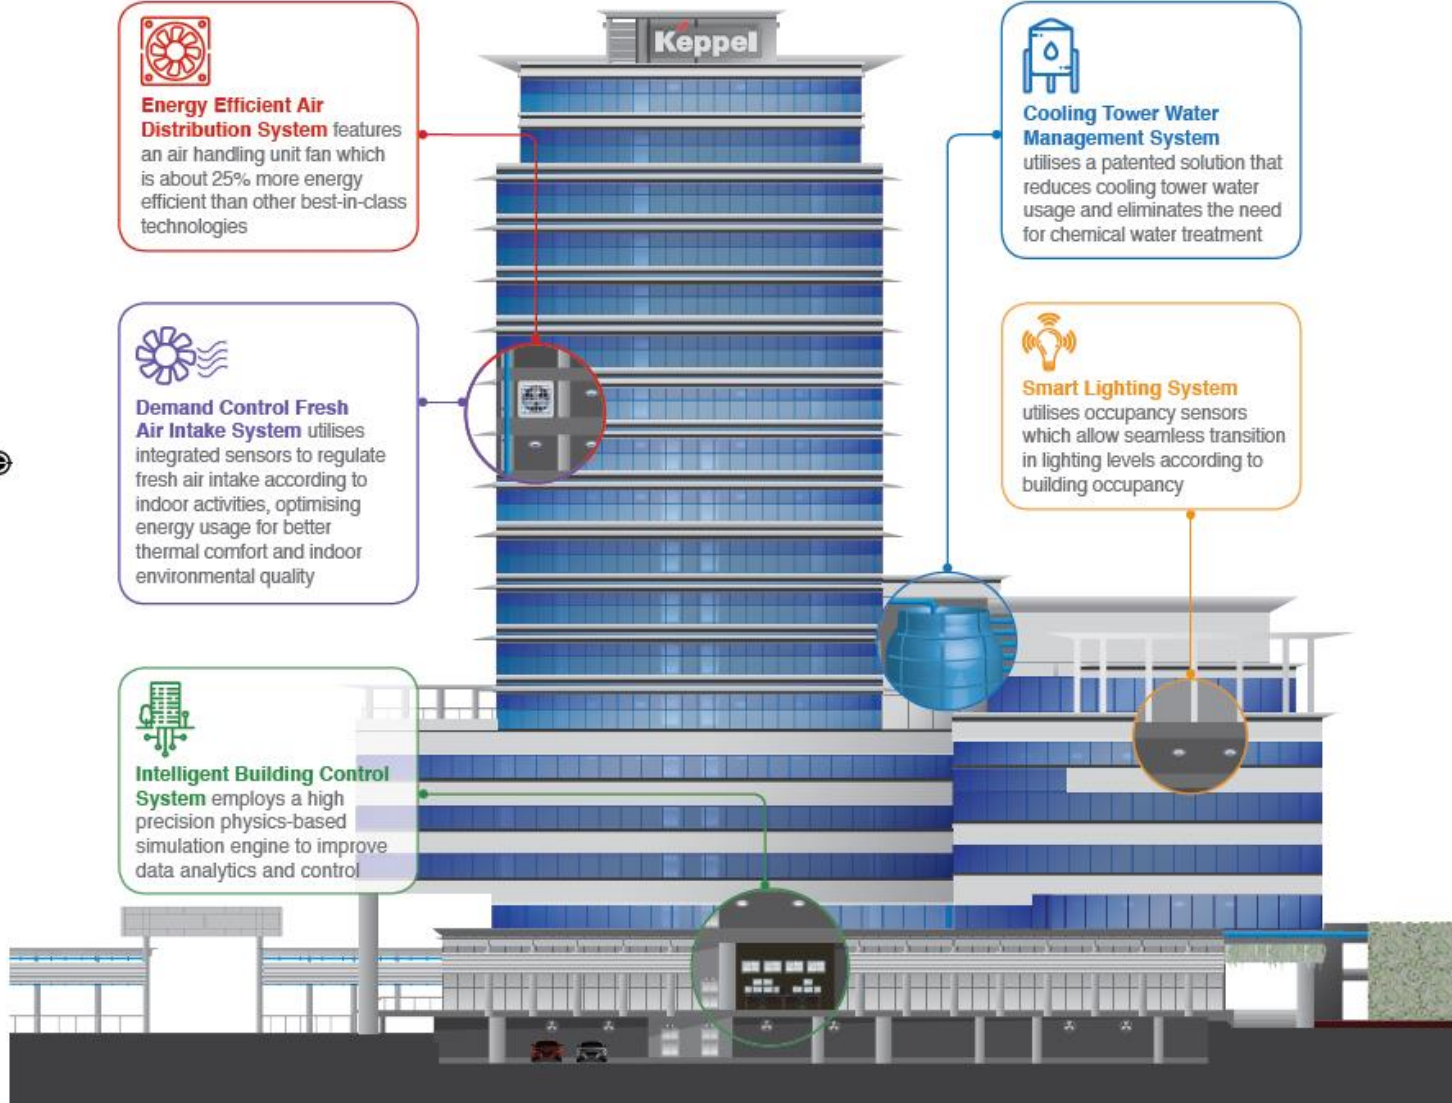 Keppel
Energy Efficient Air
Distribution System features
an air handling unit fan which
is about 25% more energy
efficient than other best-in-class
technologies
Cooling Tower Water
Management System
utilises a patented solution that
reduces cooling tower water
usage and eliminates the need
for chemical water treatment
Demand Control Fresh
Air Intake System utilises
integrated sensors to regulate
fresh air intake according to
indoor activities, optimising
energy usage for better
thermal comfort and indoor
environmental quality
Smart Lighting System
utilises occupancy sensors
which allow seamless transition
in lighting levels according to
building occupancy
Intelligent Building Control
System employs a high
precision physics-based
simulation engine to improve
data analytics and control